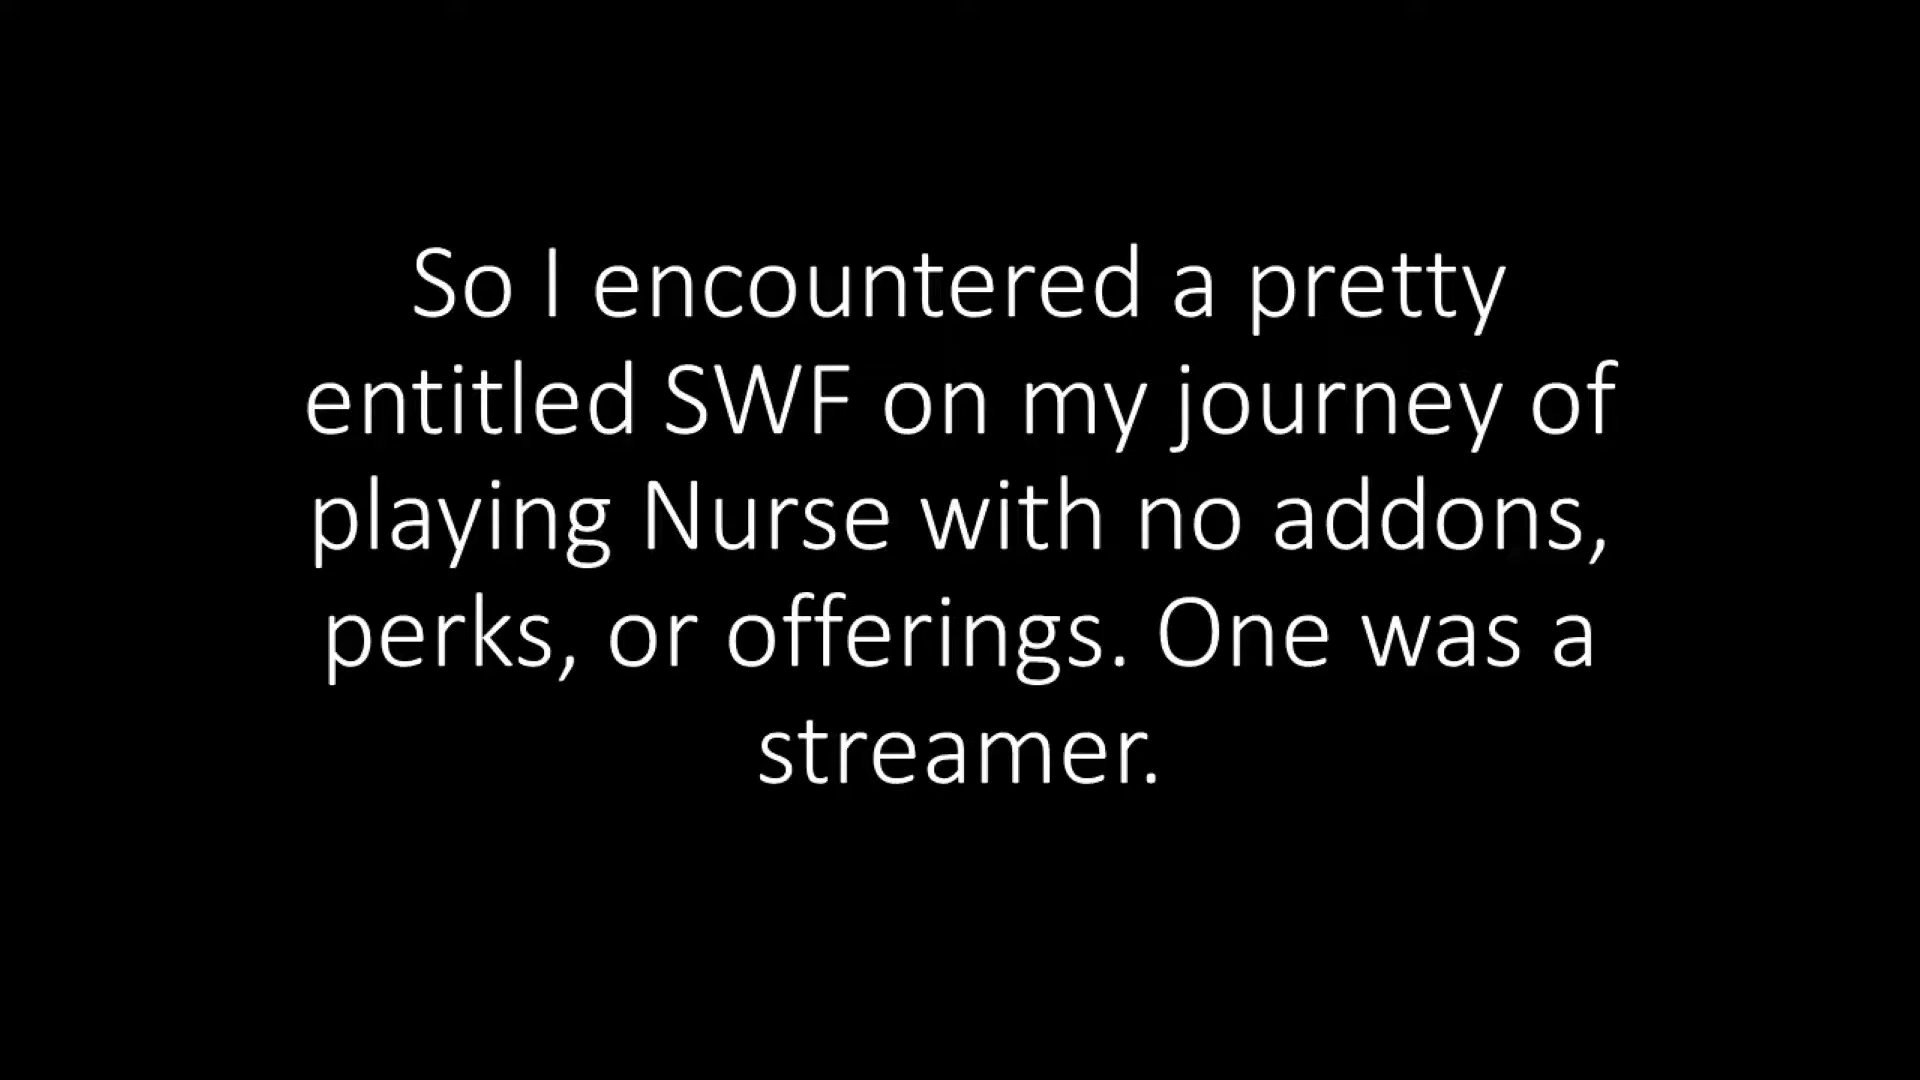 So I encountered a pretty
entitled SWF on my journey of
playing Nurse with no addons,
perks, or offerings. One was a
streamer.